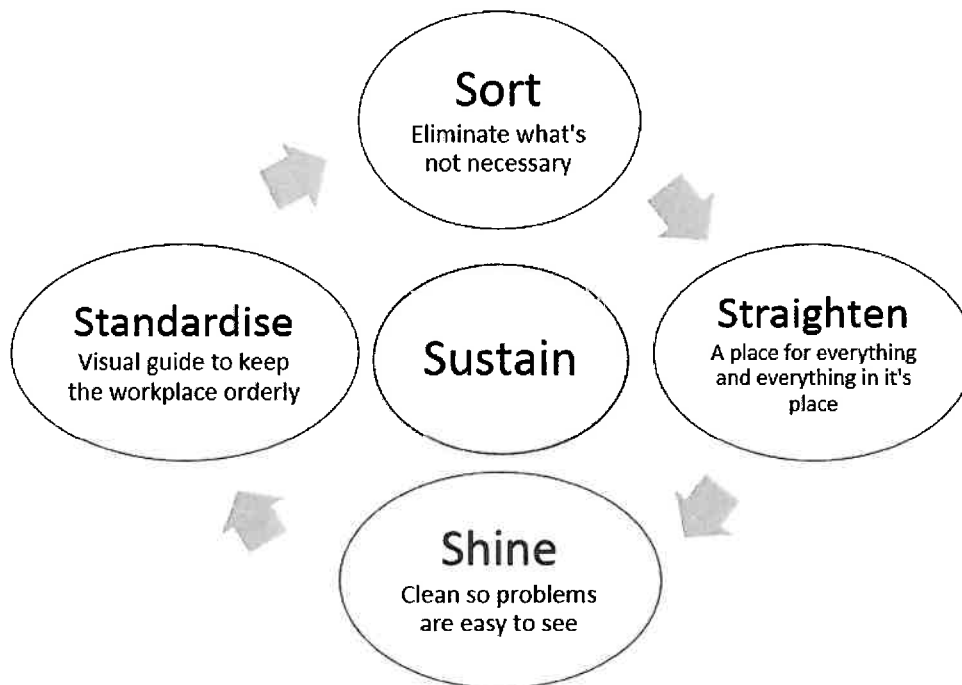 Sort
Eliminate what's
not necessary
Standardise
Visual guide to keep
the workplace orderly
Sustain
Straighten
A place for everything
and everything in it's
place
Shine
Clean so problems
are easy to see